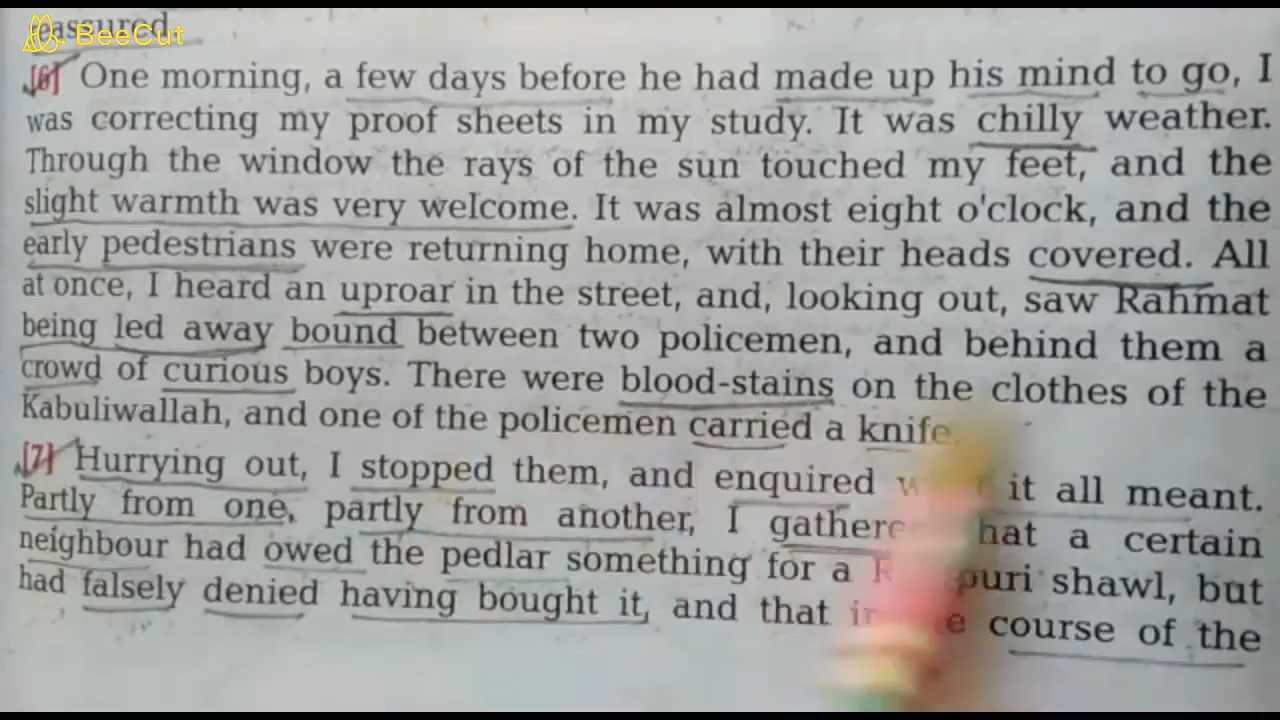 reassured.
BeeCut
[6] One morning, a few days before he had made up his mind to go, I
was correcting my proof sheets in my study. It was chilly weather.
Through the window the rays of the sun touched my feet, and the
slight warmth was very welcome. It was almost eight o'clock, and the
early pedestrians were returning home, with their heads covered. All
at once, I heard an uproar in the street, and, looking out, saw Rahmat
being led away bound between two policemen, and behind them a
crowd of curious boys. There were blood-stains on the clothes of the
Kabuliwallah, and one of the policemen carried a knife.
[7] Hurrying out, I stopped them, and enquired it all meant.
Partly from one, partly from another, I a certain
neighbour had owed the pedlar something for a shawl, but
had falsely denied having bought it, and that course of the